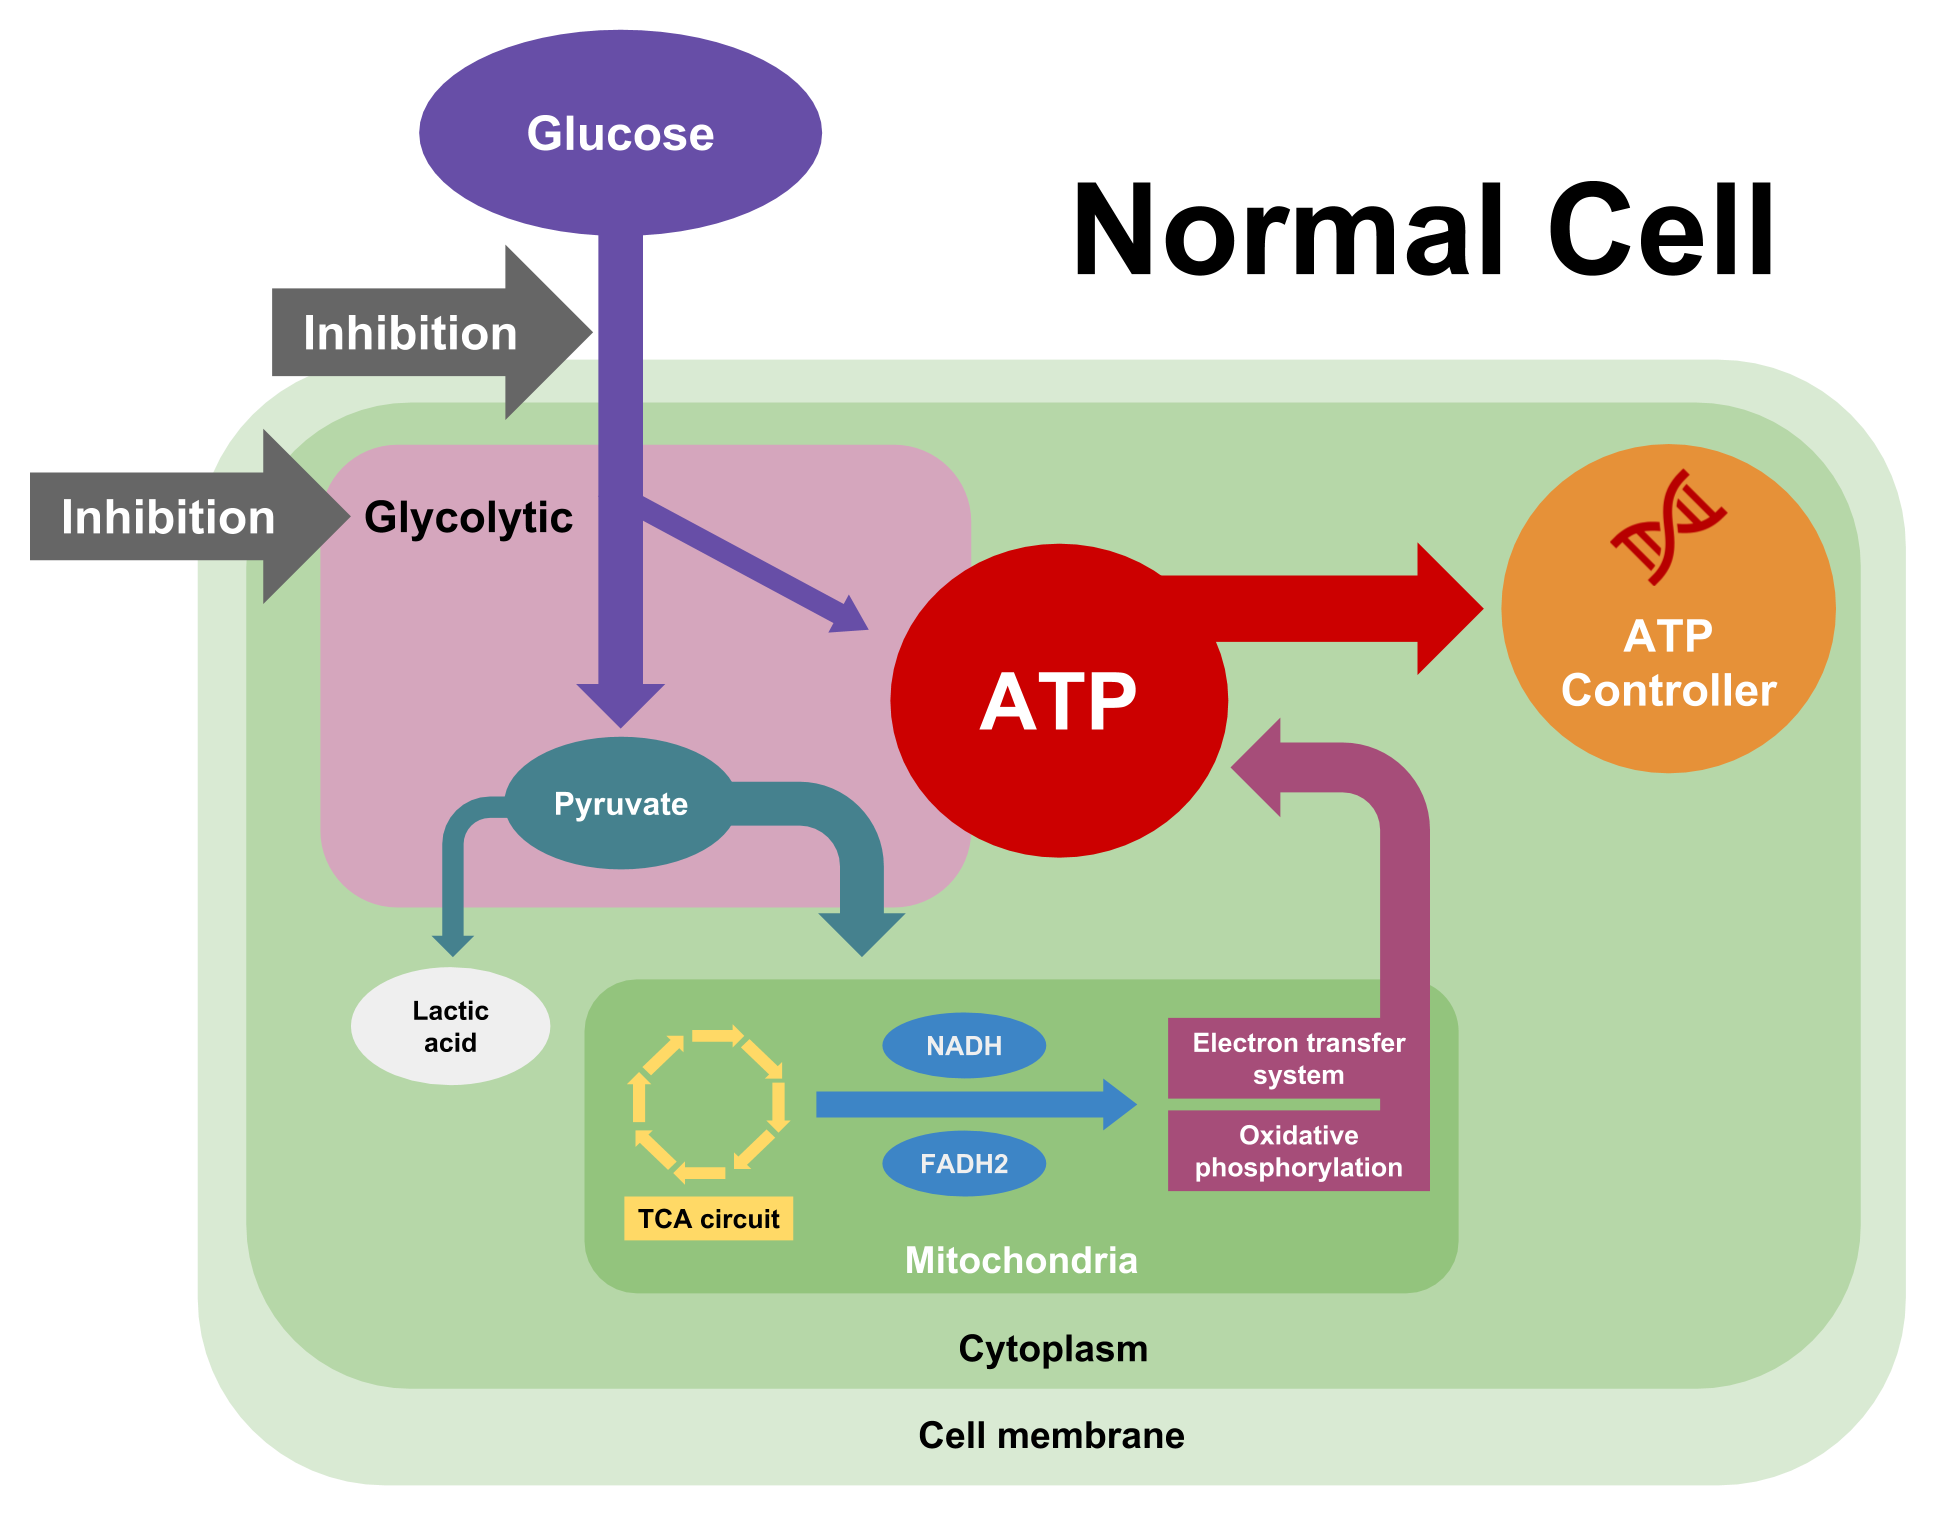 Glucose
Normal Cell
Inhibition
Inhibition
Glycolytic
ATP
Controller
ATP
Pyruvate
Lactic
acid
NADH
FADH2
Electron transfer
system
Oxidative
phosphorylation
TCA circuit
Mitochondria
Cytoplasm
Cell membrane